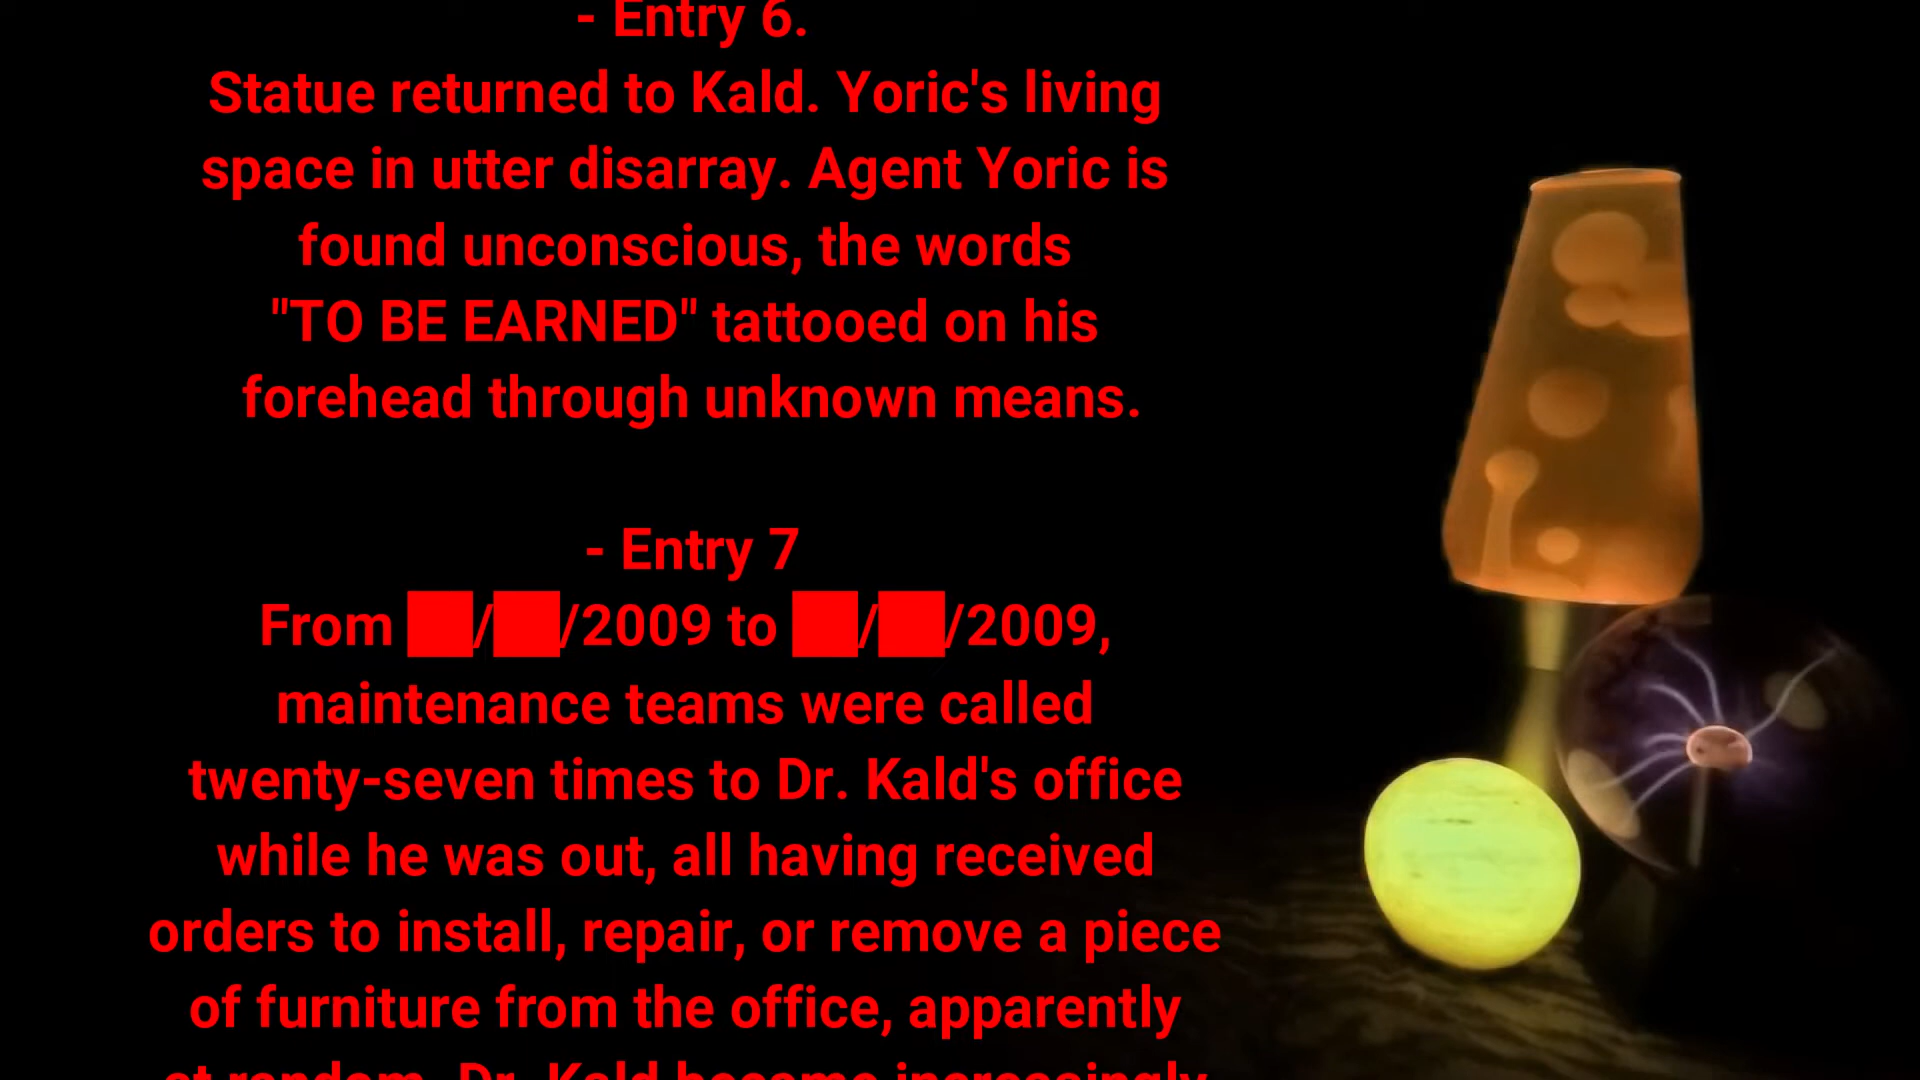 - Entry 6.
Statue returned to Kald. Yoric's living
space in utter disarray. Agent Yoric is
found unconscious, the words
"TO BE EARNED" tattooed on his
forehead through unknown means.
- Entry 7
From ██/██/2009 to ██/██/2009,
maintenance teams were called
twenty-seven times to Dr. Kald's office
while he was out, all having received
orders to install, repair, or remove a piece
of furniture from the office, apparently
at random. Dr. Kald became increasingly